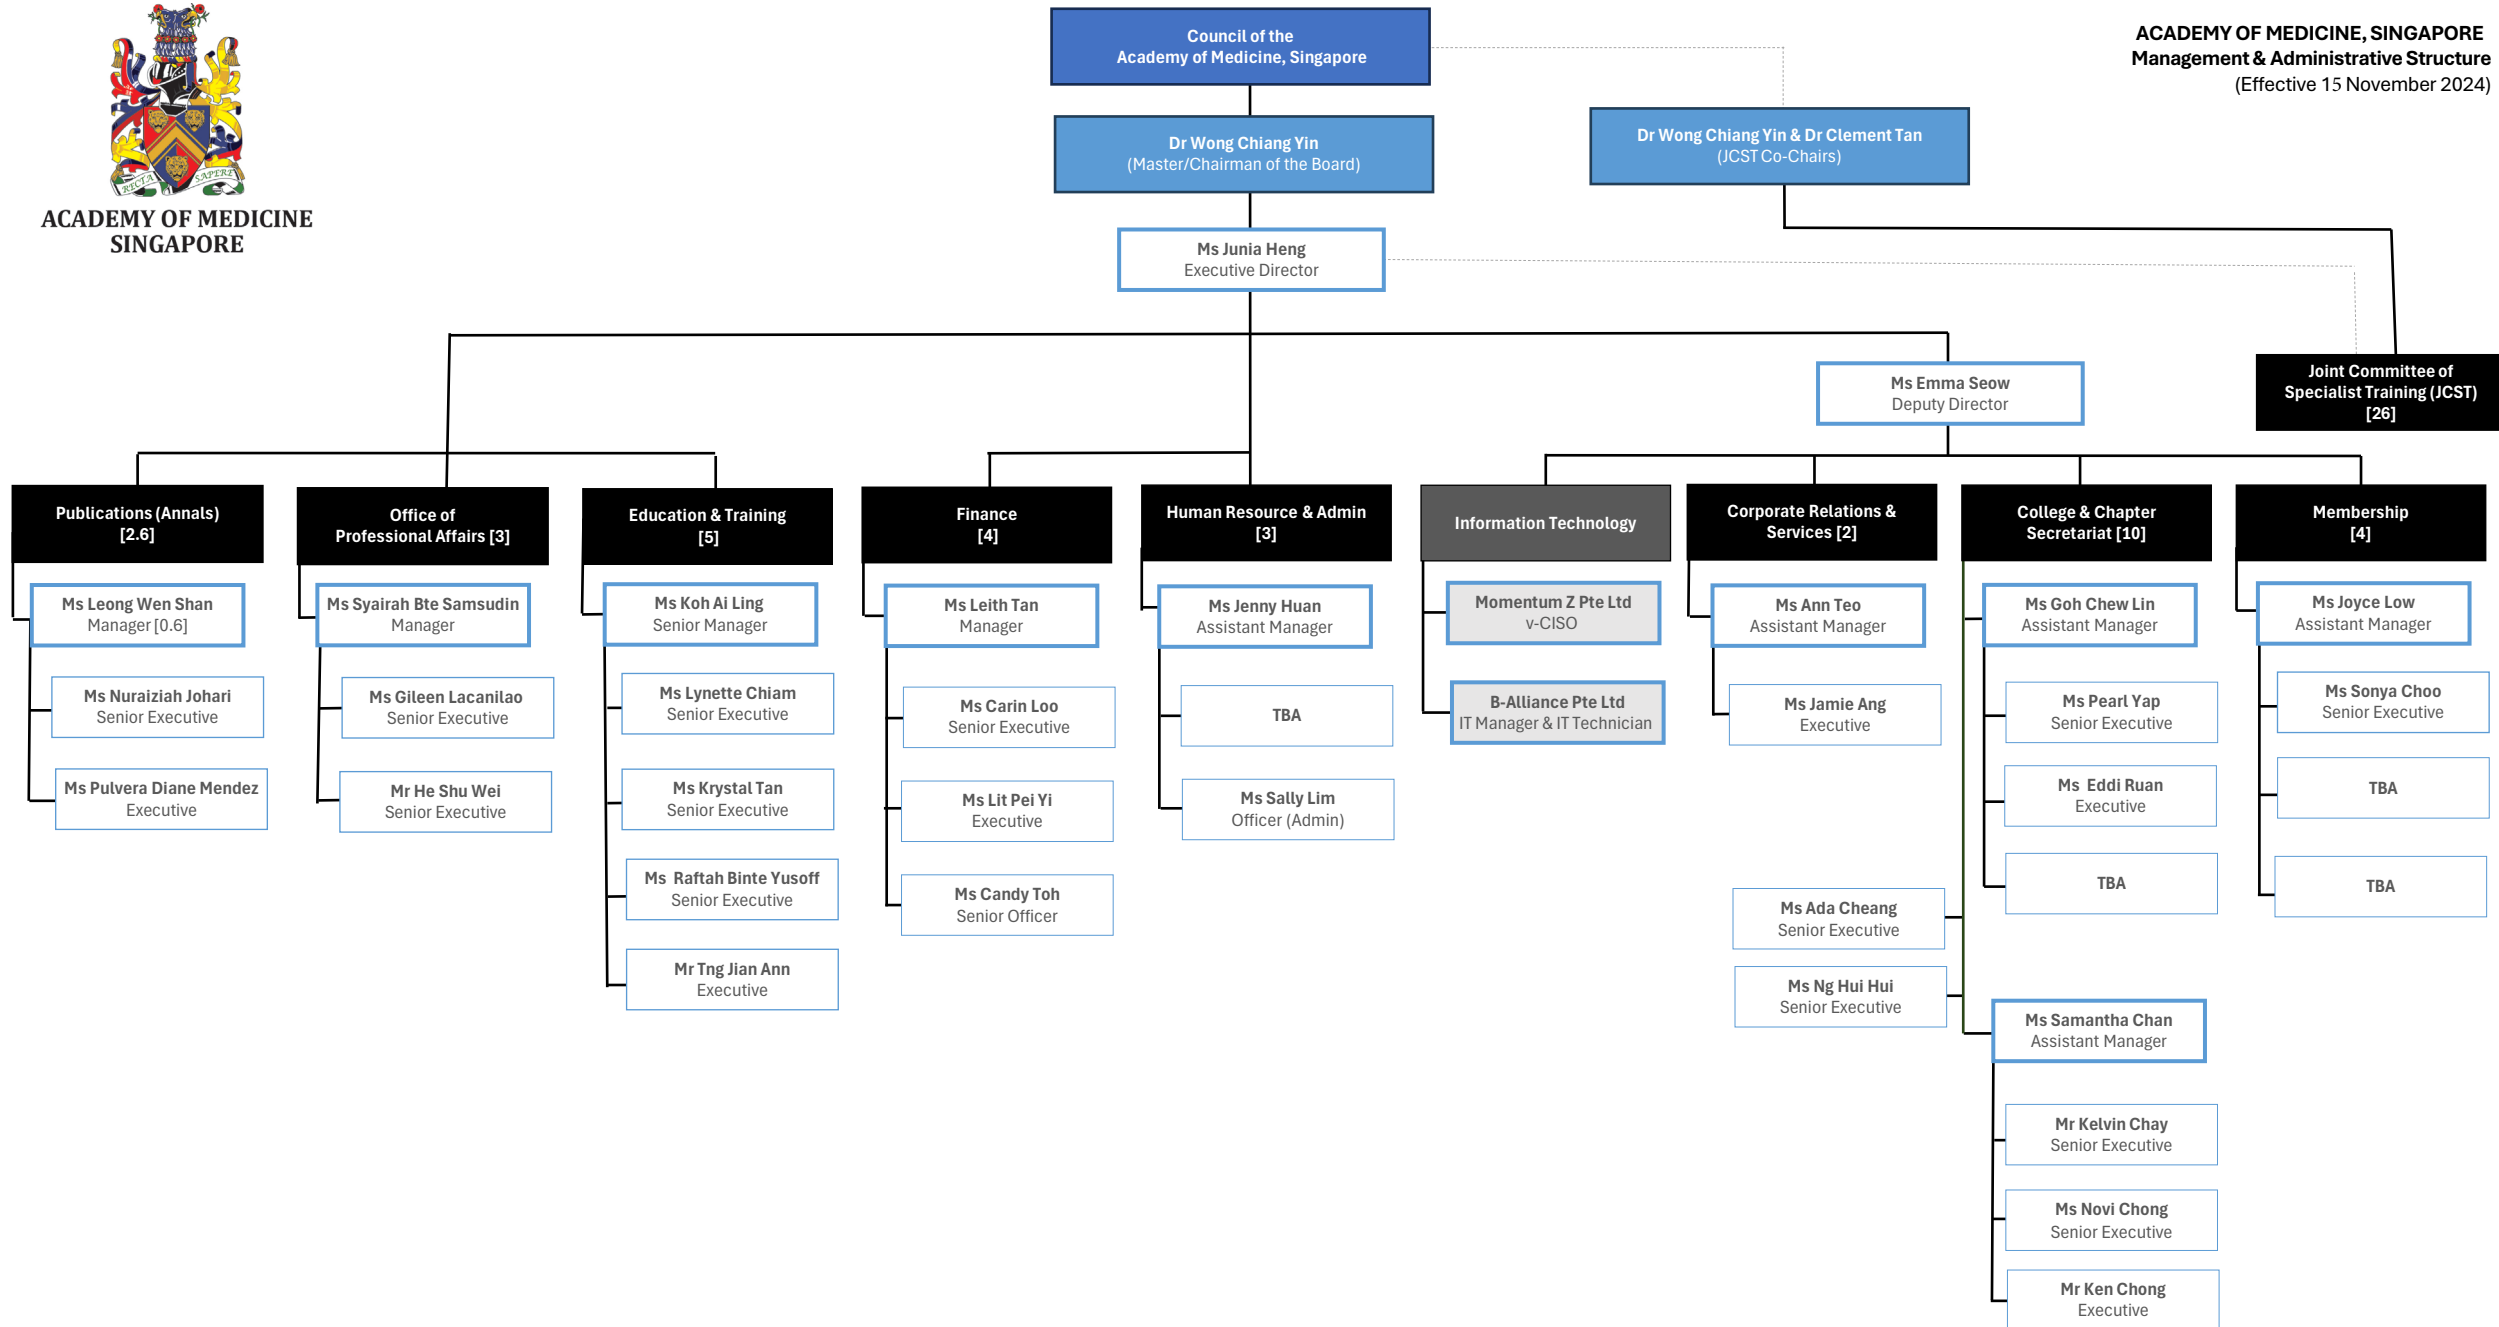 RECTA SAPERE
ACADEMY OF MEDICINE
SINGAPORE
Council of the
Academy of Medicine, Singapore
ACADEMY OF MEDICINE, SINGAPORE
Management & Administrative Structure
(Effective 15 November 2024)
Dr Wong Chiang Yin
(Master/Chairman of the Board)
Dr Wong Chiang Yin & Dr Clement Tan
(JCST Co-Chairs)
Ms Junia Heng
Executive Director
Ms Emma Seow
Deputy Director
Joint Committee of
Specialist Training (JCST)
[26]
Publications (Annals)
[2.6]
Ms Leong Wen Shan
Manager [0.6]
Ms Nuraiziah Johari
Senior Executive
Ms Pulvera Diane Mendez
Executive
Office of
Professional Affairs [3]
Ms Syairah Bte Samsudin
Manager
Ms Gileen Lacanilao
Senior Executive
Mr He Shu Wei
Senior Executive
Education & Training
[5]
Ms Koh Ai Ling
Senior Manager
Ms Lynette Chiam
Senior Executive
Ms Krystal Tan
Senior Executive
Ms Raftah Binte Yusoff
Senior Executive
Mr Tng Jian Ann
Executive
Finance
[4]
Ms Leith Tan
Manager
Ms Carin Loo
Senior Executive
Ms Lit Pei Yi
Executive
Ms Candy Toh
Senior Officer
Human Resource & Admin
[3]
Ms Jenny Huan
Assistant Manager
TBA
Ms Sally Lim
Officer (Admin)
Information Technology
Momentum Z Pte Ltd
v-CISO
B-Alliance Pte Ltd
IT Manager & IT Technician
Corporate Relations &
Services [2]
Ms Ann Teo
Assistant Manager
Ms Jamie Ang
Executive
College & Chapter
Secretariat [10]
Ms Goh Chew Lin
Assistant Manager
Ms Pearl Yap
Senior Executive
Ms Eddi Ruan
Executive
TBA
Ms Ada Cheang
Senior Executive
Ms Ng Hui Hui
Senior Executive
Ms Samantha Chan
Assistant Manager
Mr Kelvin Chay
Senior Executive
Ms Novi Chong
Senior Executive
Mr Ken Chong
Executive
Membership
[4]
Ms Joyce Low
Assistant Manager
Ms Sonya Choo
Senior Executive
TBA
TBA